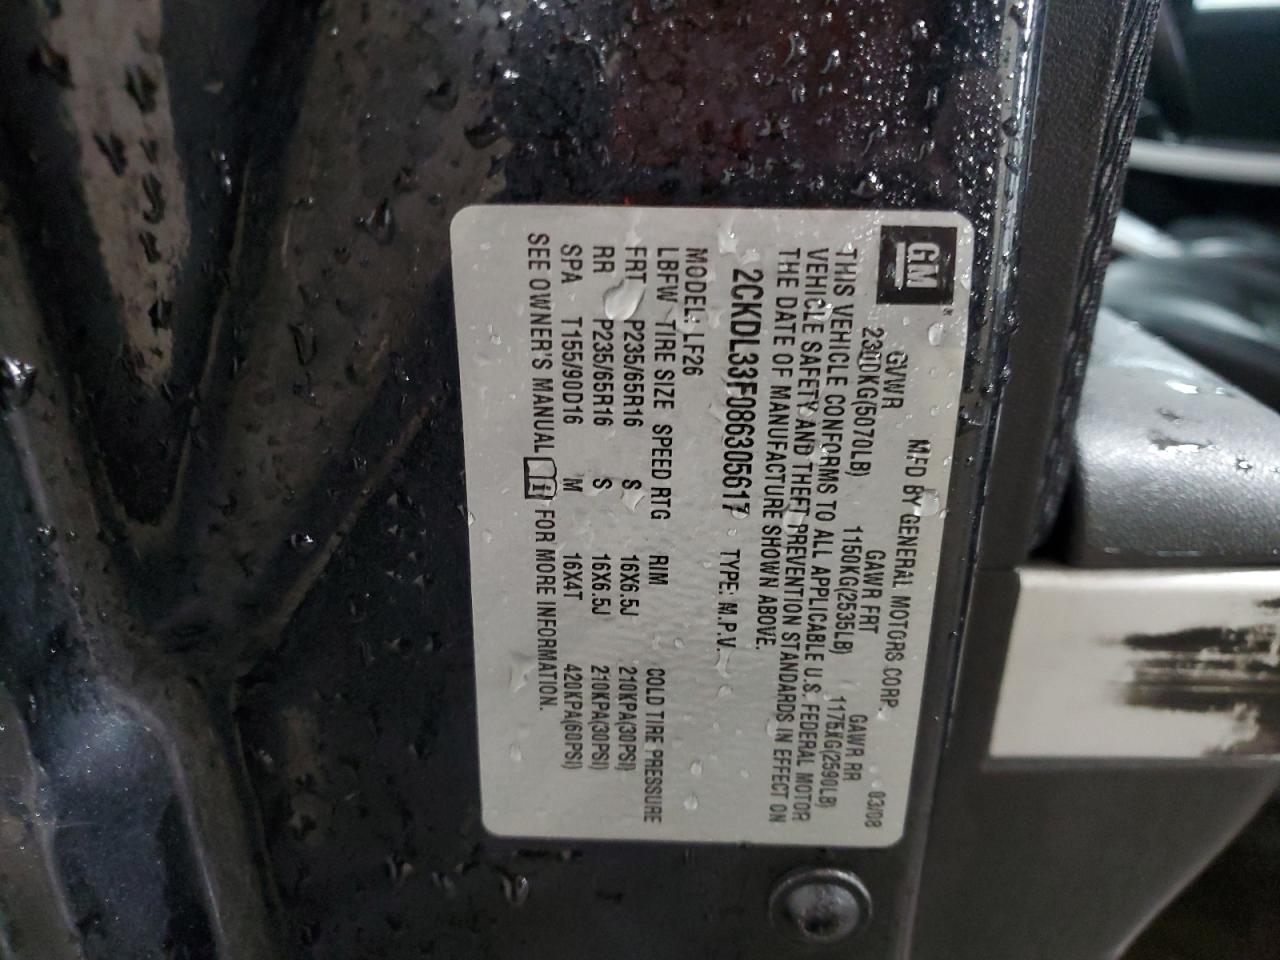 GM
MFD BY GENERAL MOTORS CORP. 03/08
GVWR GAWR FRT GAWR RR
2300KG(5070LB) 1150KG(2535LB) 1175KG(2590LB)
THIS VEHICLE CONFORMS TO ALL APPLICABLE U.S. FEDERAL MOTOR
VEHICLE SAFETY AND THEFT PREVENTION STANDARDS IN EFFECT ON
THE DATE OF MANUFACTURE SHOWN ABOVE.
2CKDL33F086305617 TYPE: M.P.V.
MODEL: LF26
LBFW TIRE SIZE SPEED RTG RIM COLD TIRE PRESSURE
FRT P235/65R16 S 16X6.5J 210KPA(30PSI)
RR P235/65R16 S 16X6.5J 210KPA(30PSI)
SPA T155/90D16 M 16X4T 420KPA(60PSI)
SEE OWNER'S MANUAL i FOR MORE INFORMATION.